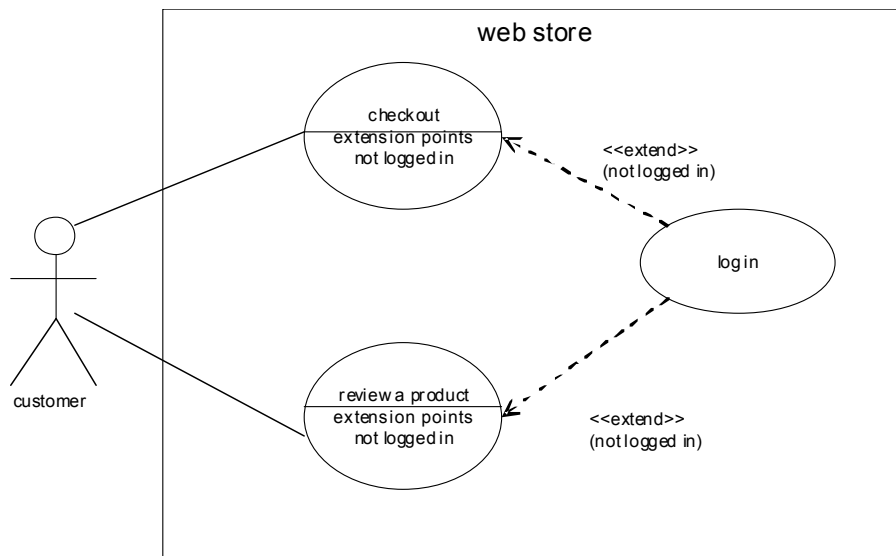 web store
checkout
extension points
not logged in
<<extend>>
(not logged in)
log in
customer
review a product
extension points
not logged in
<<extend>>
(not logged in)